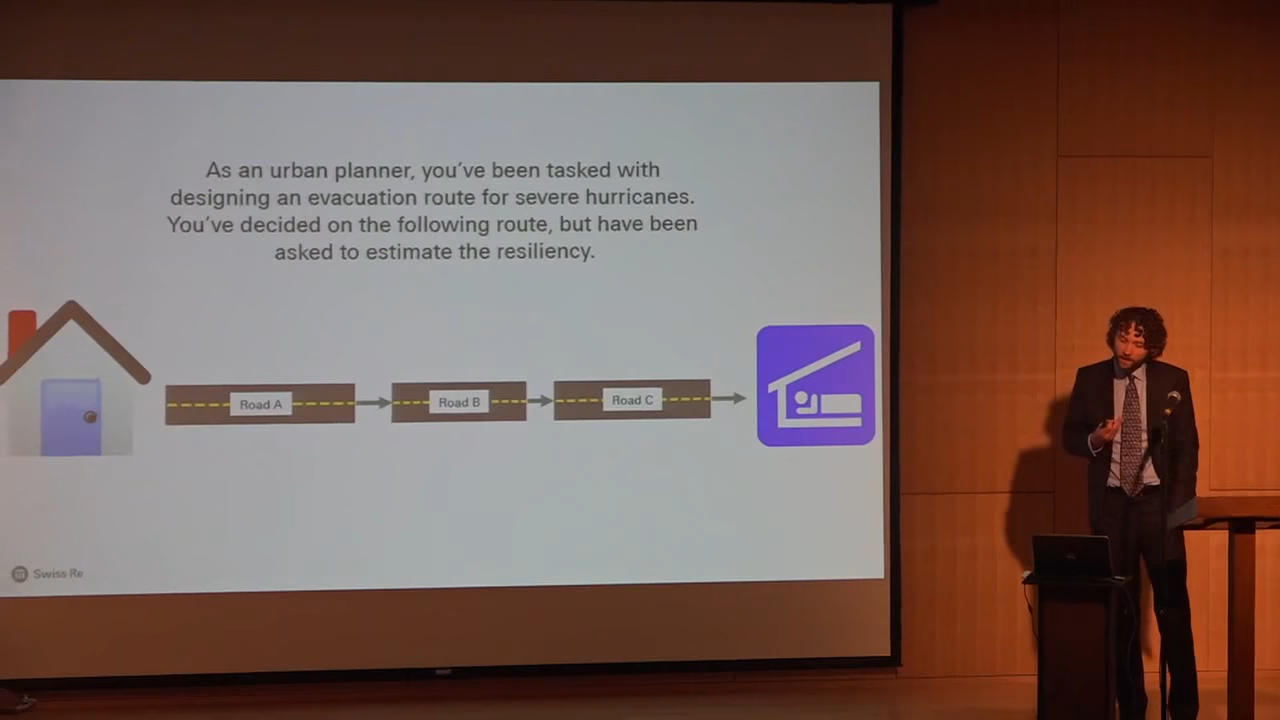 As an urban planner, you've been tasked with
designing an evacuation route for severe hurricanes.
You've decided on the following route, but have been
asked to estimate the resiliency.
Road A
Road B
Road C
Swiss Re